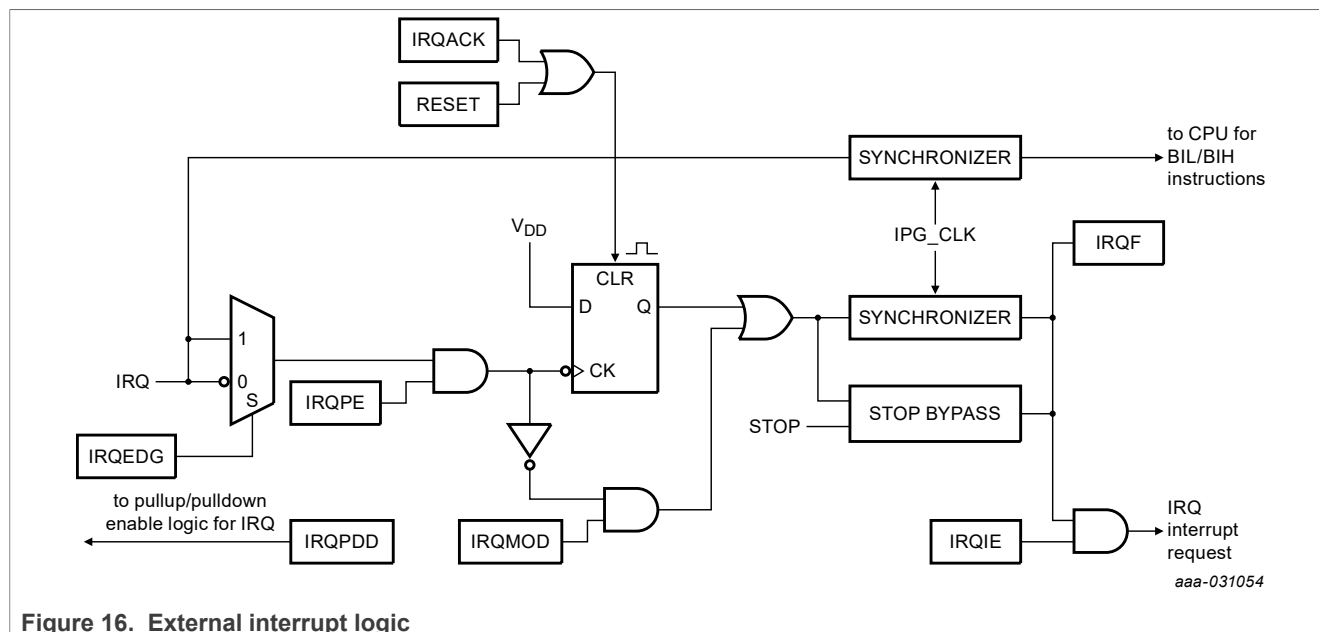 IRQACK
RESET
to CPU for
BIL/BIH
instructions
SYNCHRONIZER
VDD
IPG_CLK
IRQF
CLR
D
Q
SYNCHRONIZER
1
IRQ
0
S
CK
IRQPE
STOP BYPASS
STOP
IRQEDG
to pullup/pulldown
enable logic for IRQ
IRQPDD
IRQMOD
IRQIE
IRQ
interrupt
request
aaa-031054
Figure 16. External interrupt logic